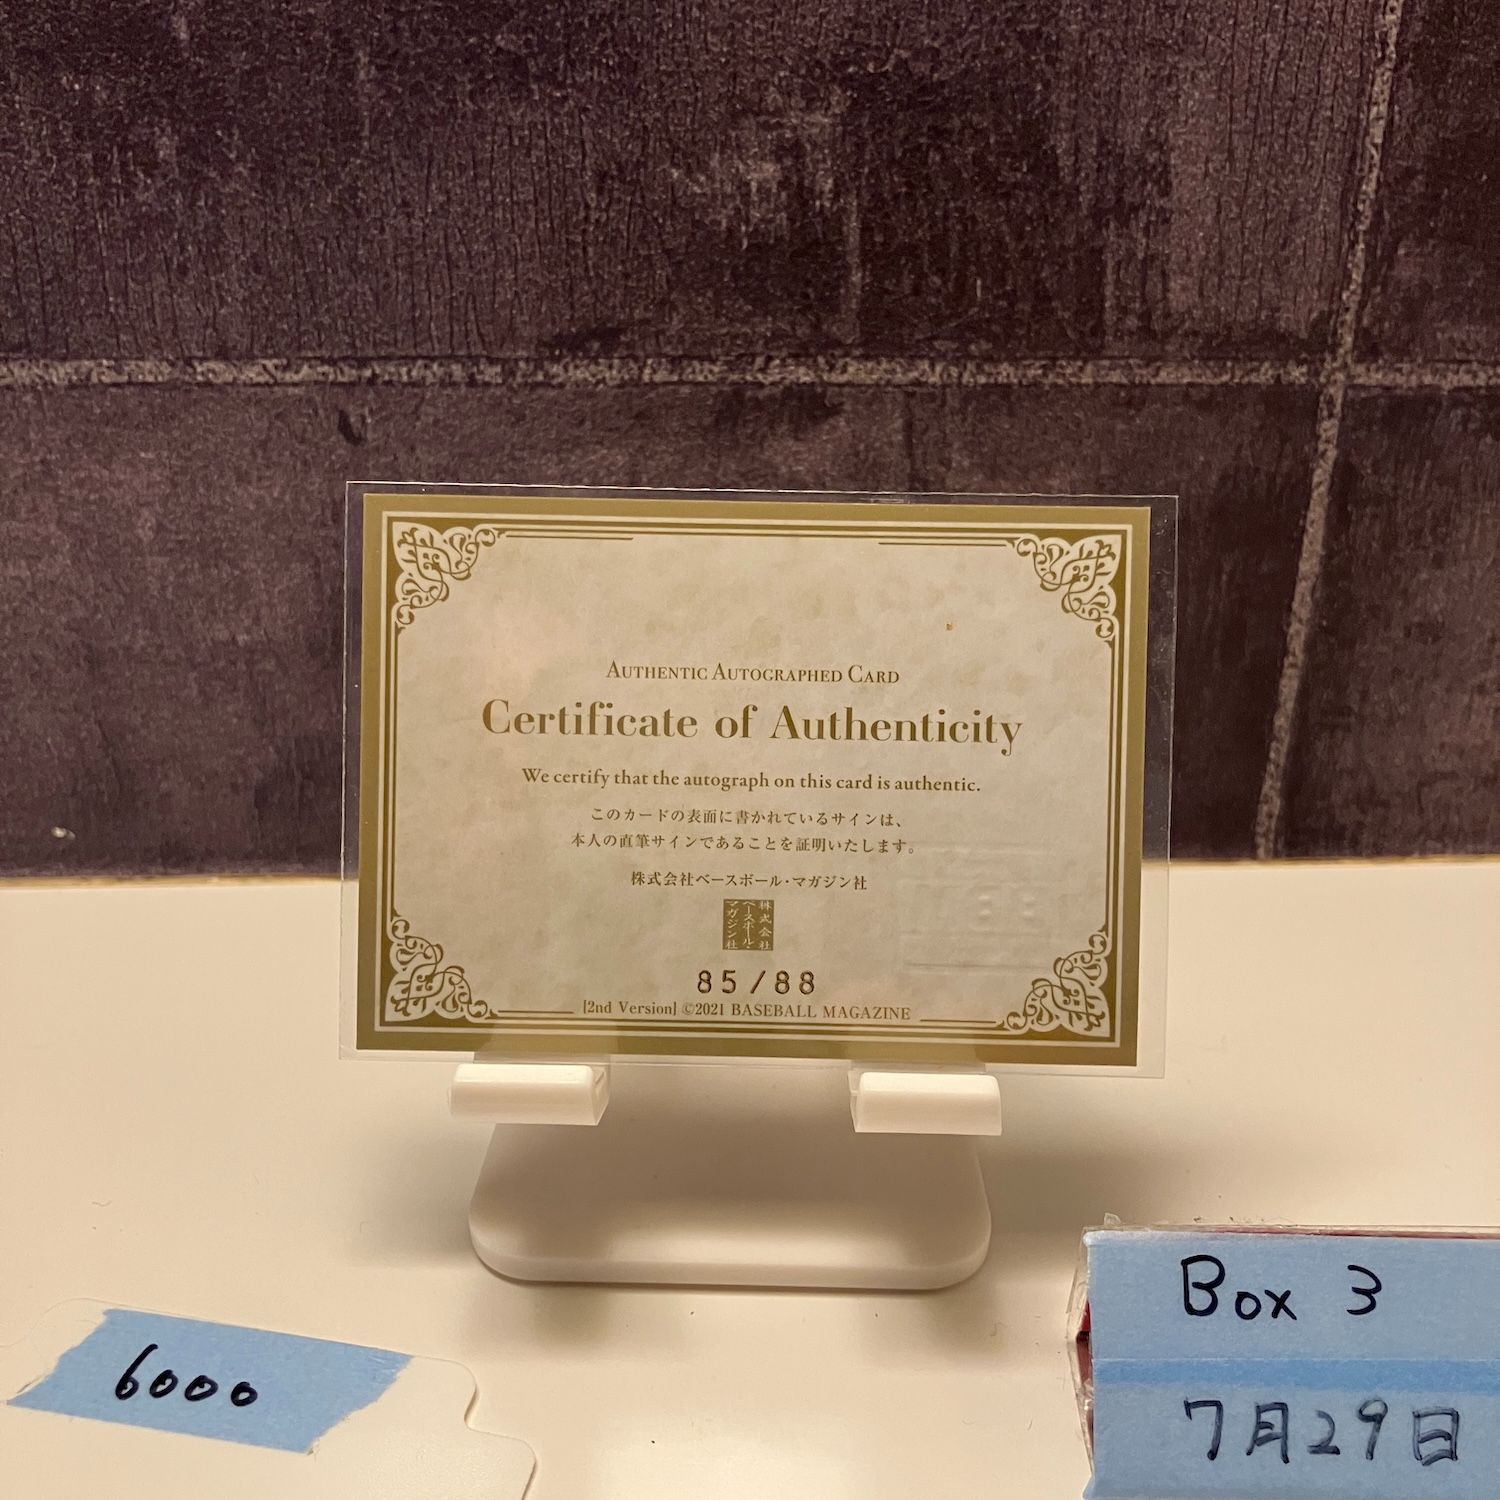 AUTHENTIC AUTOGRAPHED CARD
Certificate of Authenticity
We certify that the autograph on this card is authentic.
このカードの表面に書かれているサインは、
本人の直筆サインであることを証明いたします。
株式会社ベースボール・マガジン社
株式会社
ベースボール・
マガジン社
85/88
[2nd Version] ©2021 BASEBALL MAGAZINE
6000
Box 3
7月29日